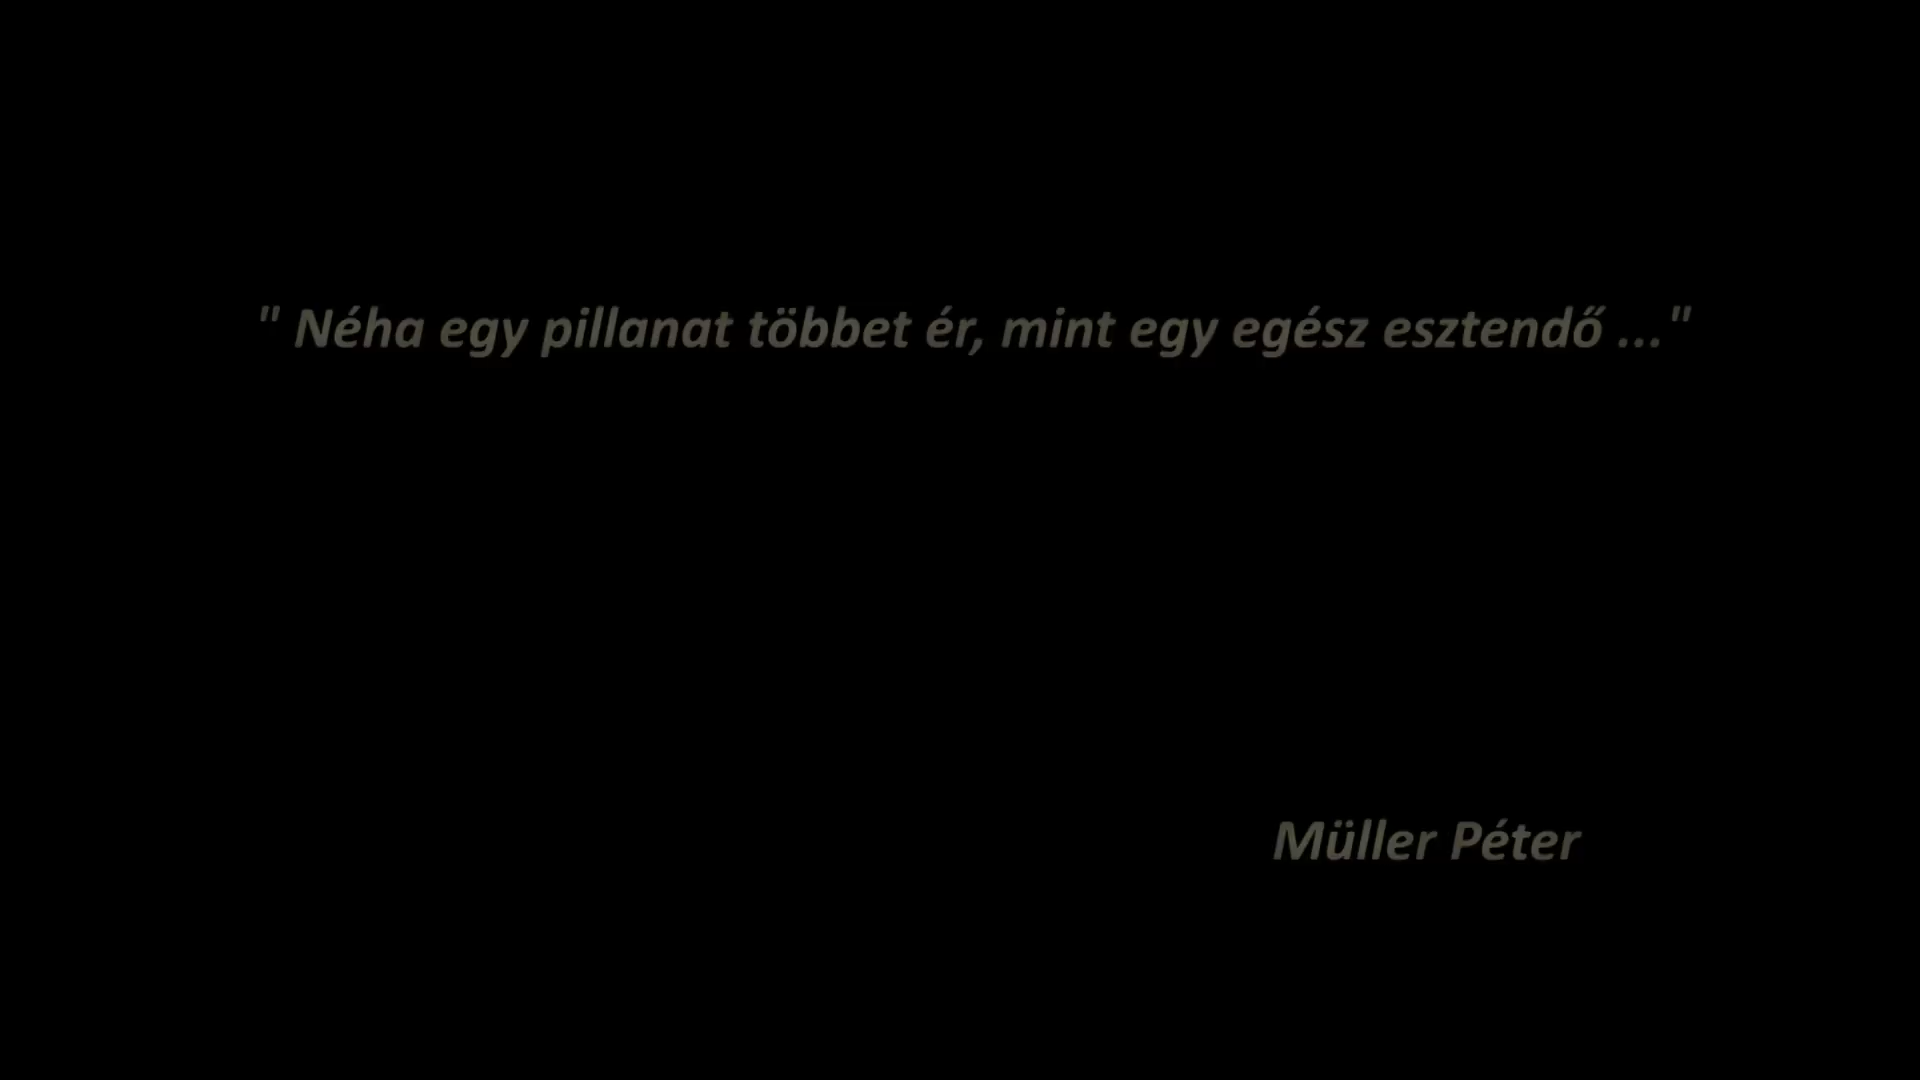 " Néha egy pillanat többet ér, mint egy egész esztendő ..."
Müller Péter